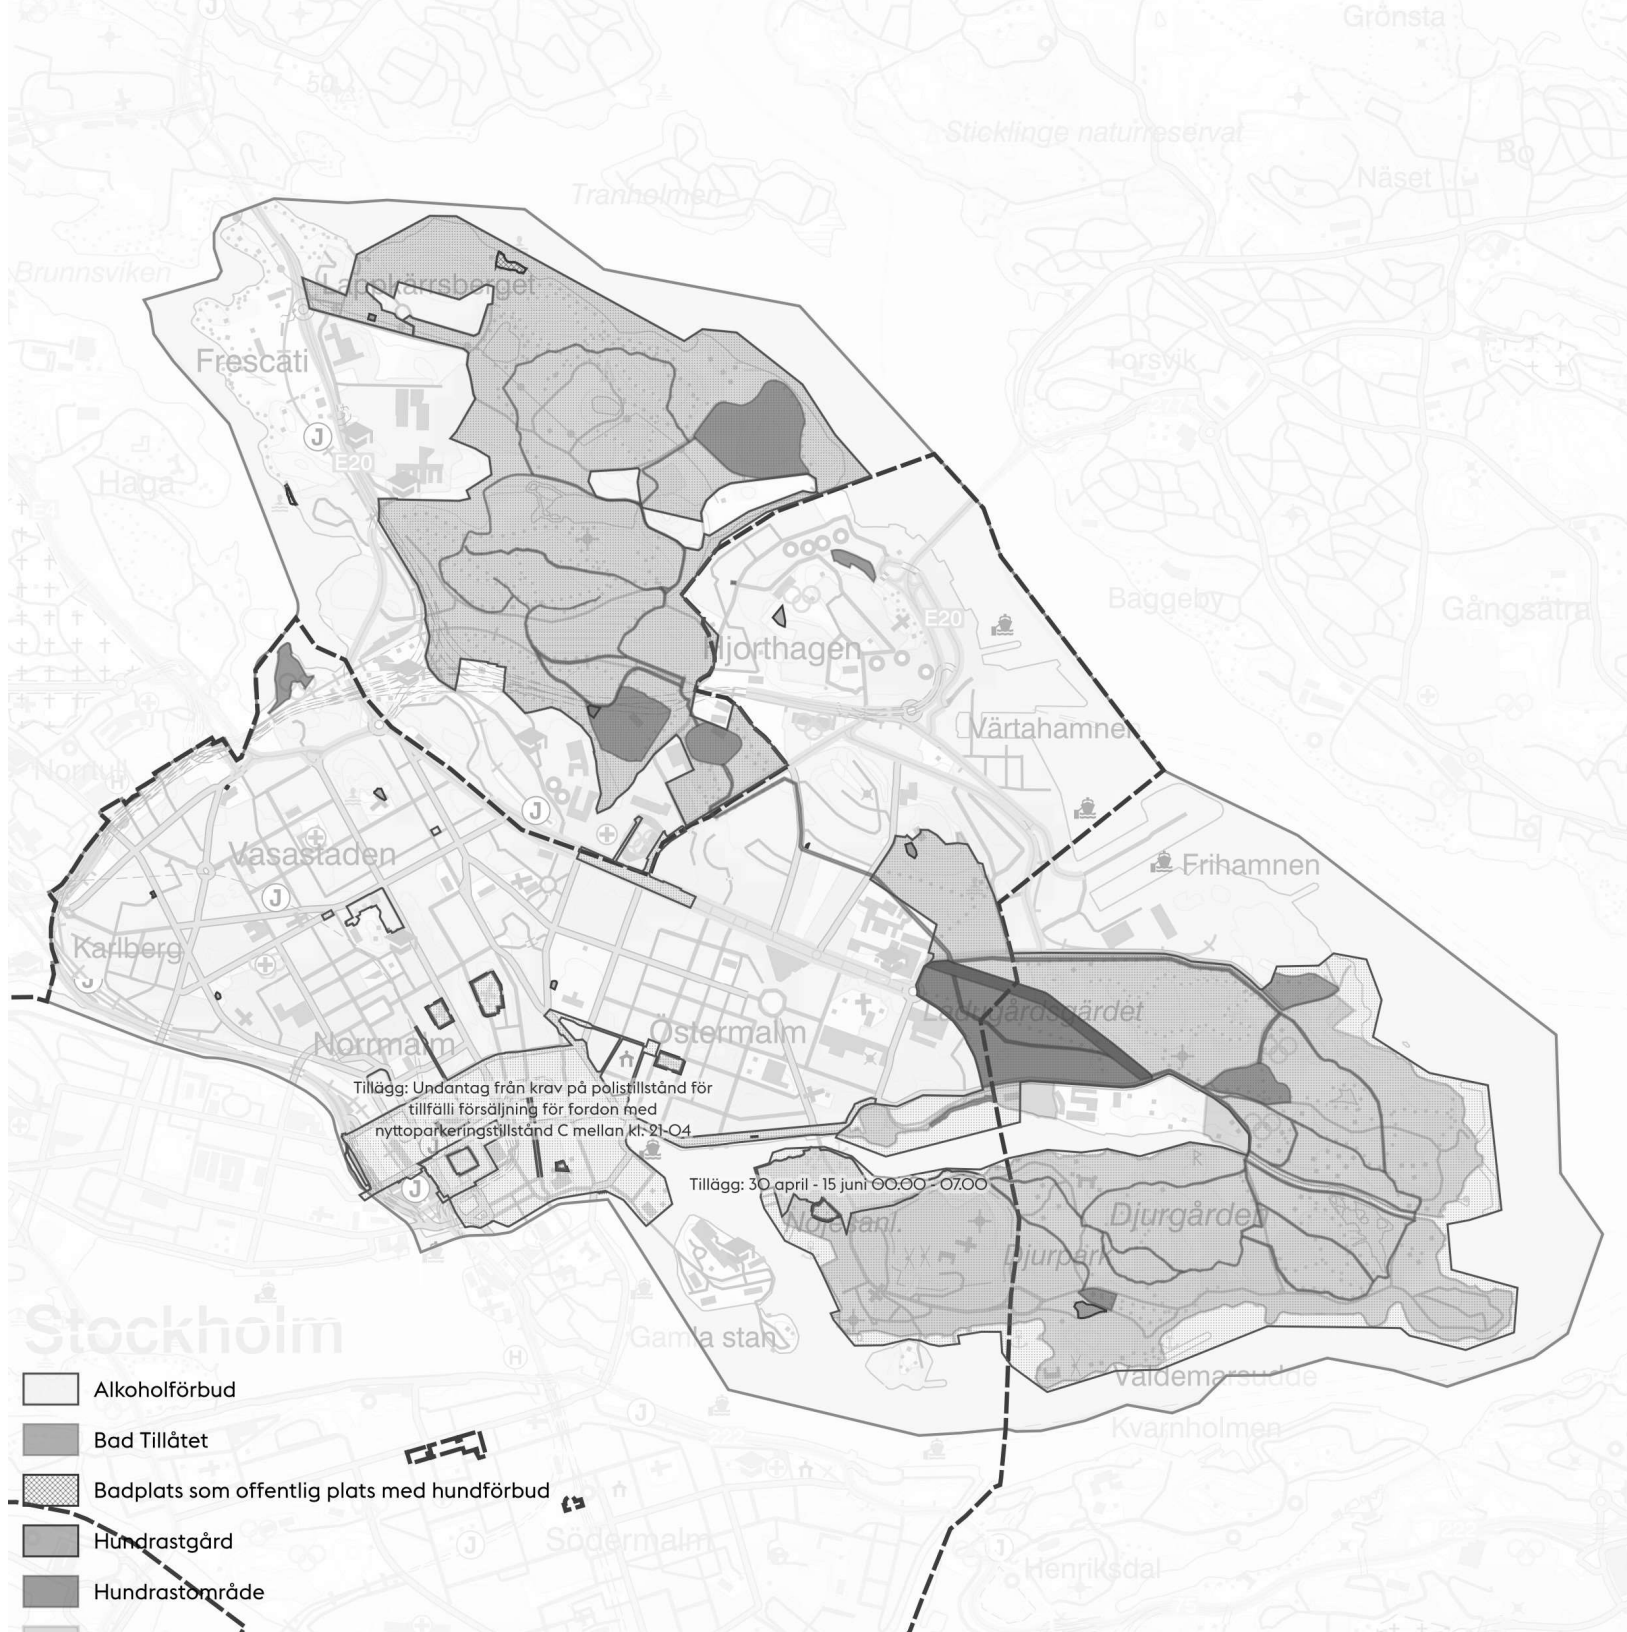 Grönsta
50
Sticklinge naturreservat
Bo
Näset
Tranholmen
Brunnsviken
Lappkärrsberget
Frescati
Torsvik
J
E20
Haga
Baggeby
Gångsätra
E20
Hjorthagen
Värtahamnen
Norrtull
J
Vasastaden
Frihamnen
J
Karlberg
J
Ladugårdsgärdet
Östermalm
Norrmalm
Tillägg: Undantag från krav på polistillstånd för
tillfälli försäljning för fordon med
nyttoparkeringstillstånd C mellan kl. 21-04
J
Tillägg: 30 april - 15 juni 00.00 - 07.00
Nöjesanl.
Djurgården
Djurpark
Stockholm
Gamla stan
H
Valdemarsudde
Kvarnholmen
J
Södermalm
J
J
Henriksdal
Alkoholförbud
Bad Tillåtet
Badplats som offentlig plats med hundförbud
Hundrastgård
Hundrastområde